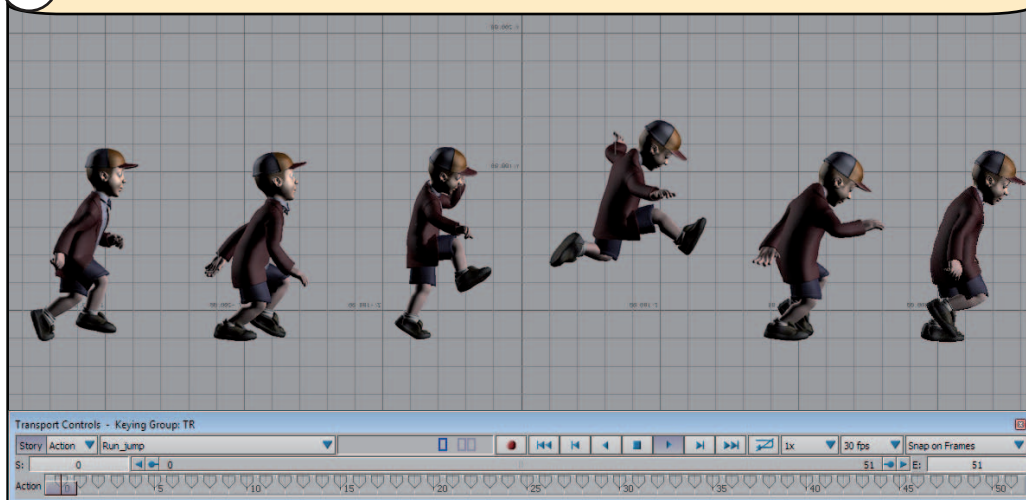 Transport Controls - Keying Group: TR
Story Action Run_jump 1x 30 fps Snap on Frames
S: 0 0 51 E: 51
Action 0 5 10 15 20 25 30 35 40 45 50